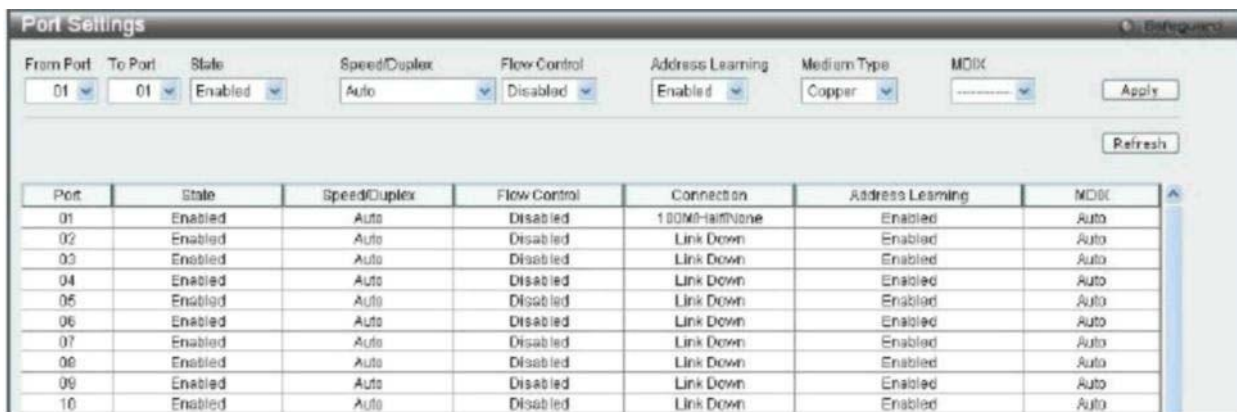 Port Settings
Safeguard
From Port To Port State Speed/Duplex Flow Control Address Learning Medium Type MDIX
01 01 Enabled Auto Disabled Enabled Copper ----------- Apply
Refresh
Port State Speed/Duplex Flow Control Connection Address Learning MDIX
01 Enabled Auto Disabled 100M/Half/None Enabled Auto
02 Enabled Auto Disabled Link Down Enabled Auto
03 Enabled Auto Disabled Link Down Enabled Auto
04 Enabled Auto Disabled Link Down Enabled Auto
05 Enabled Auto Disabled Link Down Enabled Auto
06 Enabled Auto Disabled Link Down Enabled Auto
07 Enabled Auto Disabled Link Down Enabled Auto
08 Enabled Auto Disabled Link Down Enabled Auto
09 Enabled Auto Disabled Link Down Enabled Auto
10 Enabled Auto Disabled Link Down Enabled Auto